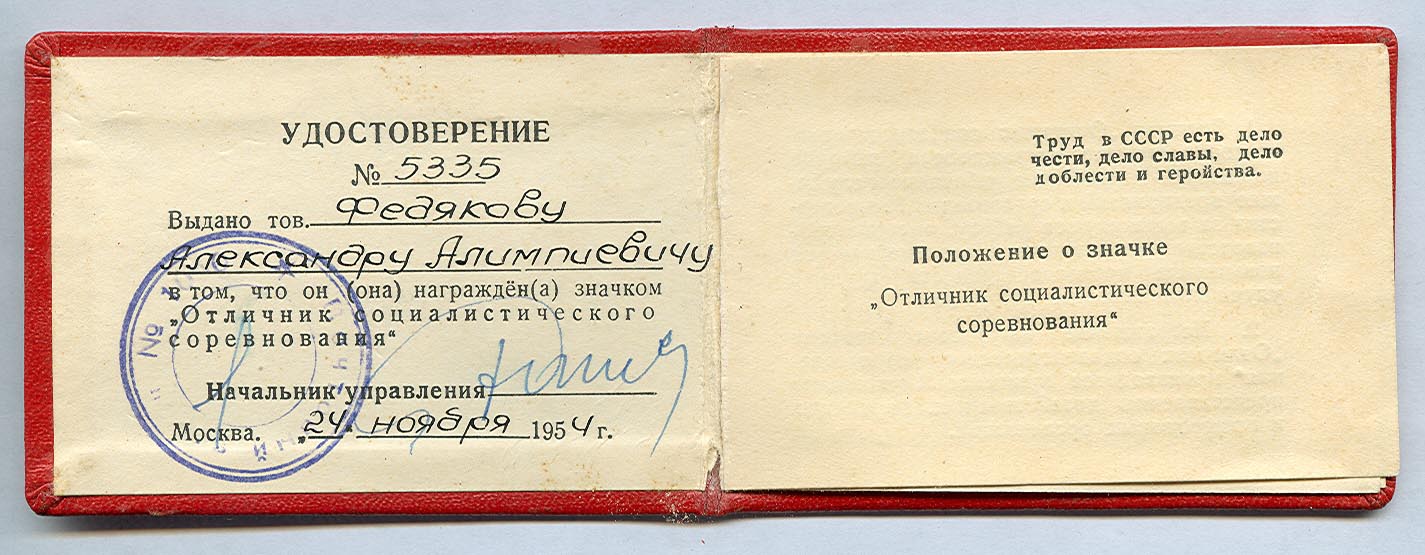 УДОСТОВЕРЕНИЕ
№ 5335
Выдано тов. Федякову
Александру Алимпиевичу
в том, что он (она) награждён(а) значком
„Отличник социалистического
соревнования“
Начальник управления
Москва. „24“ ноября 1954 г.
Труд в СССР есть дело
чести, дело славы, дело
доблести и геройства.
Положение о значке
„Отличник социалистического
соревнования“